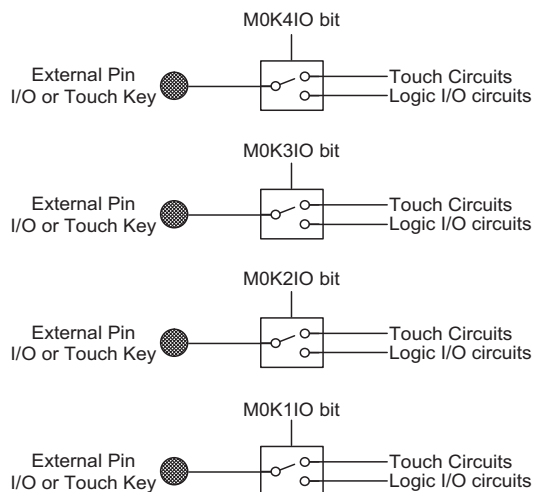 M0K4IO bit
External Pin
I/O or Touch Key
Touch Circuits
Logic I/O circuits
M0K3IO bit
External Pin
I/O or Touch Key
Touch Circuits
Logic I/O circuits
M0K2IO bit
External Pin
I/O or Touch Key
Touch Circuits
Logic I/O circuits
M0K1IO bit
External Pin
I/O or Touch Key
Touch Circuits
Logic I/O circuits